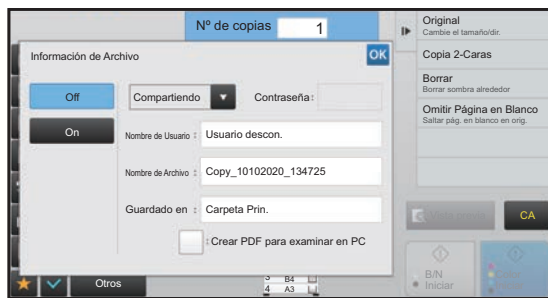 Nº de copias 1
Original
Cambie el tamaño/dir.
Información de Archivo
OK
Copia 2-Caras
Borrar
Borrar sombra alrededor
Off
Compartiendo
Contraseña:
Omitir Página en Blanco
Saltar pág. en blanco en orig.
On
Nombre de Usuario : Usuario descon.
Nombre de Archivo : Copy_10102020_134725
Guardado en : Carpeta Prin.
CA
: Crear PDF para examinar en PC
B/N
Iniciar
Otros
3 B4
4 A3